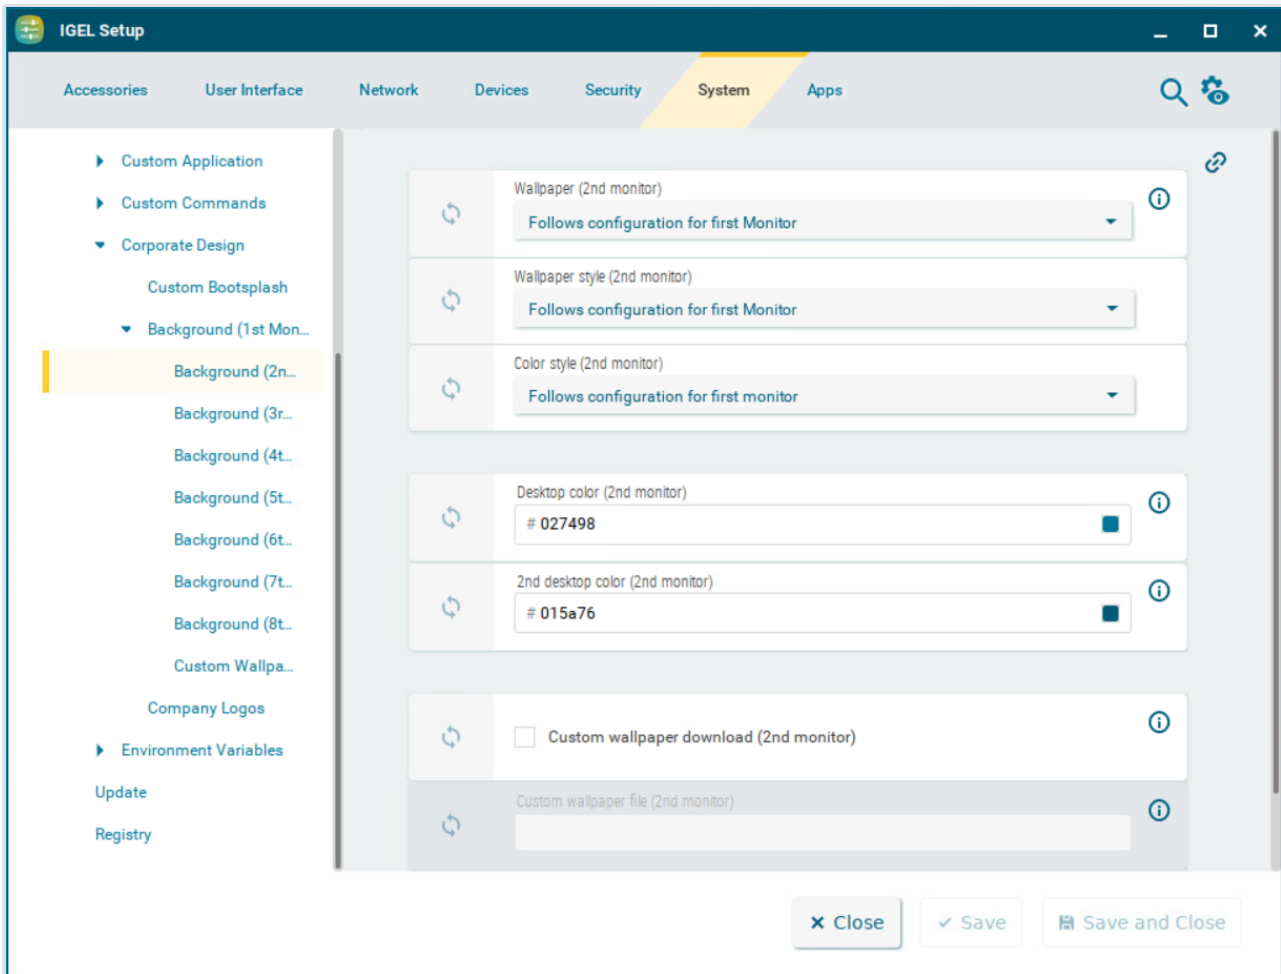 IGEL Setup
Accessories
User Interface
Network
Devices
Security
System
Apps
Custom Application
Custom Commands
Corporate Design
Custom Bootsplash
Background (1st Mon...
Background (2n...
Background (3r...
Background (4t...
Background (5t...
Background (6t...
Background (7t...
Background (8t...
Custom Wallpa...
Company Logos
Environment Variables
Update
Registry
Wallpaper (2nd monitor)
Follows configuration for first Monitor
Wallpaper style (2nd monitor)
Follows configuration for first Monitor
Color style (2nd monitor)
Follows configuration for first monitor
Desktop color (2nd monitor)
# 027498
2nd desktop color (2nd monitor)
# 015a76
Custom wallpaper download (2nd monitor)
Custom wallpaper file (2nd monitor)
Close
Save
Save and Close